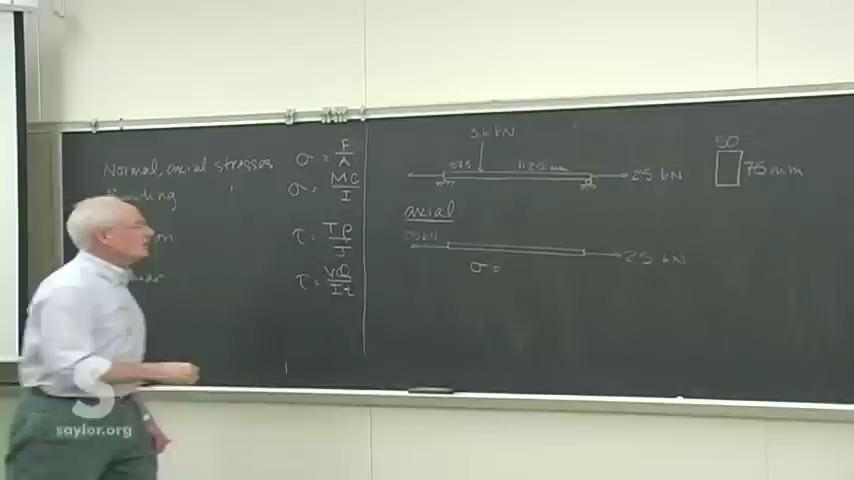 Normal, axial stresses σ = F/A
σ = MC/I
τ = Tρ/J
τ = VQ/It
3.6 kN
375 1125 mm
25 kN
50
75 mm
axial
25 kN
25 kN
σ =
S
saylor.org